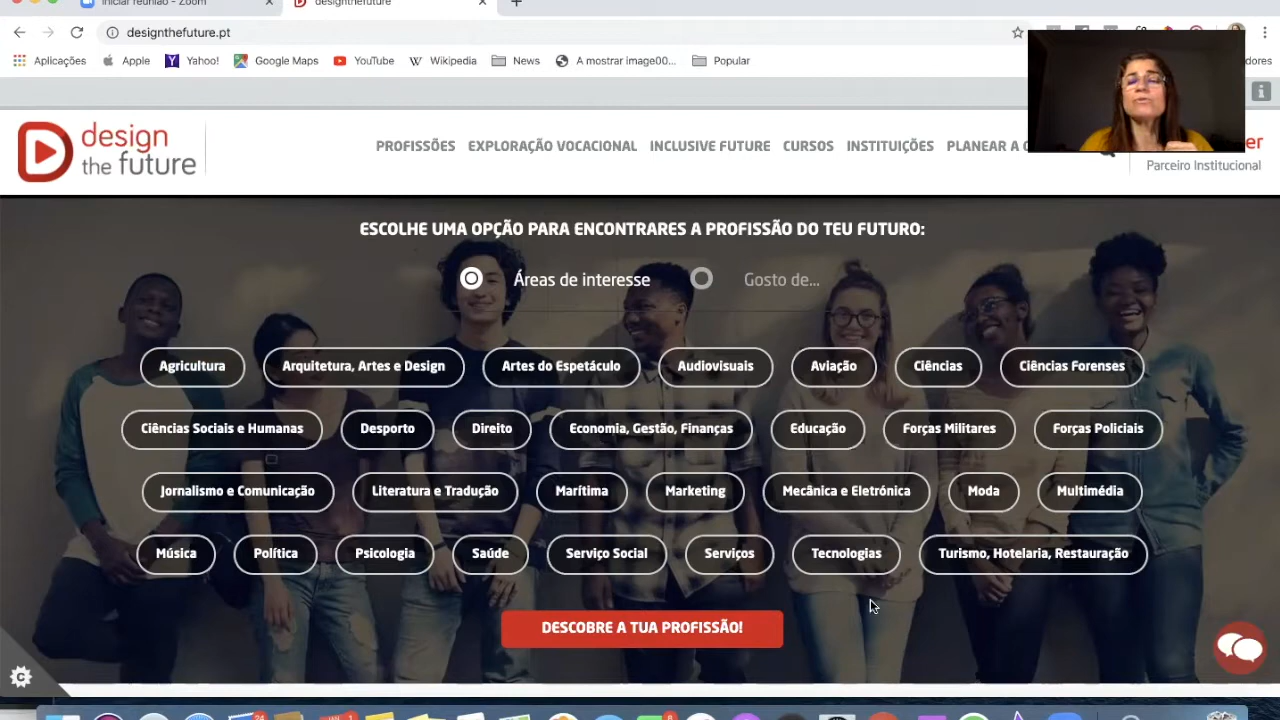 Iniciar reunião - Zoom
designthefuture
designthefuture.pt
Aplicações Apple Yahoo! Google Maps YouTube Wikipedia News A mostrar image00... Popular
design
the future
PROFISSÕES EXPLORAÇÃO VOCACIONAL INCLUSIVE FUTURE CURSOS INSTITUIÇÕES PLANEAR A
Parceiro Institucional
ESCOLHE UMA OPÇÃO PARA ENCONTRARES A PROFISSÃO DO TEU FUTURO:
Áreas de interesse Gosto de...
Agricultura Arquitetura, Artes e Design Artes do Espetáculo Audiovisuais Aviação Ciências Ciências Forenses
Ciências Sociais e Humanas Desporto Direito Economia, Gestão, Finanças Educação Forças Militares Forças Policiais
Jornalismo e Comunicação Literatura e Tradução Marítima Marketing Mecânica e Eletrónica Moda Multimédia
Música Política Psicologia Saúde Serviço Social Serviços Tecnologias Turismo, Hotelaria, Restauração
DESCOBRE A TUA PROFISSÃO!